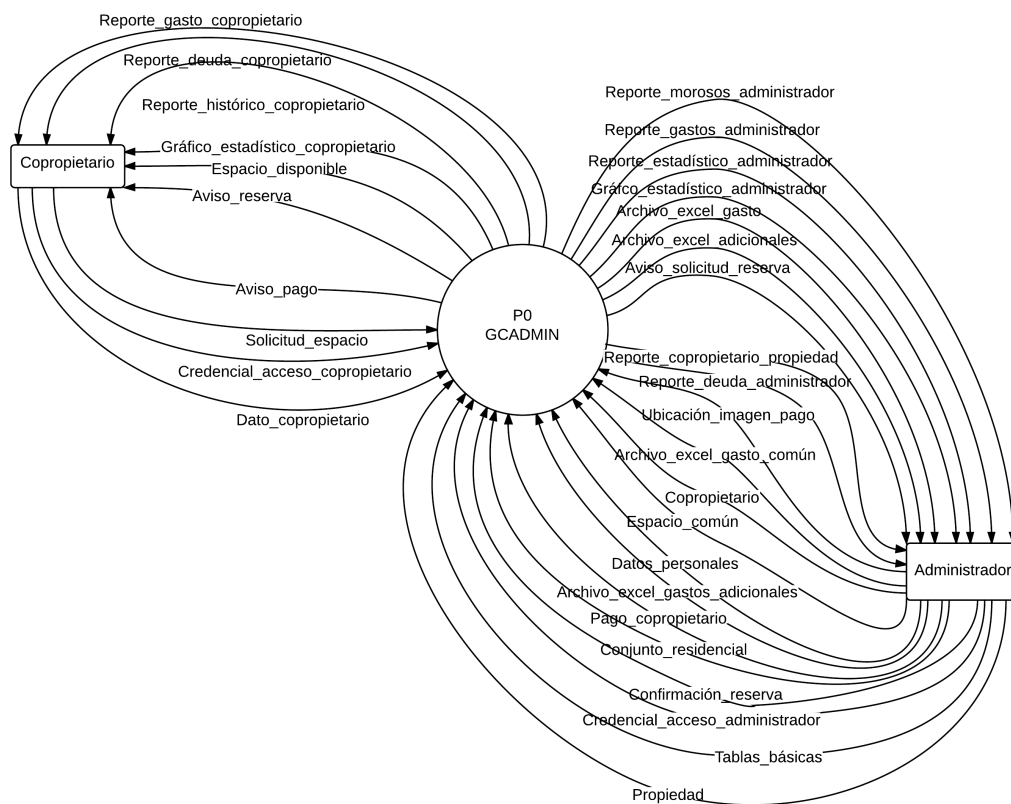 Reporte_gasto_copropietario
Reporte_deuda_copropietario
Reporte_histórico_copropietario
Gráfico_estadístico_copropietario
Espacio_disponible
Aviso_reserva
Copropietario
Aviso_pago
Solicitud_espacio
Credencial_acceso_copropietario
Dato_copropietario
P0
GCADMIN
Reporte_morosos_administrador
Reporte_gastos_administrador
Reporte_estadístico_administrador
Gráfco_estadístico_administrador
Archivo_excel_gasto
Archivo_excel_adicionales
Aviso_solicitud_reserva
Reporte_copropietario_propiedad
Reporte_deuda_administrador
Ubicación_imagen_pago
Archivo_excel_gasto_común
Copropietario
Espacio_común
Datos_personales
Archivo_excel_gastos_adicionales
Pago_copropietario
Conjunto_residencial
Confirmación_reserva
Credencial_acceso_administrador
Tablas_básicas
Propiedad
Administrador